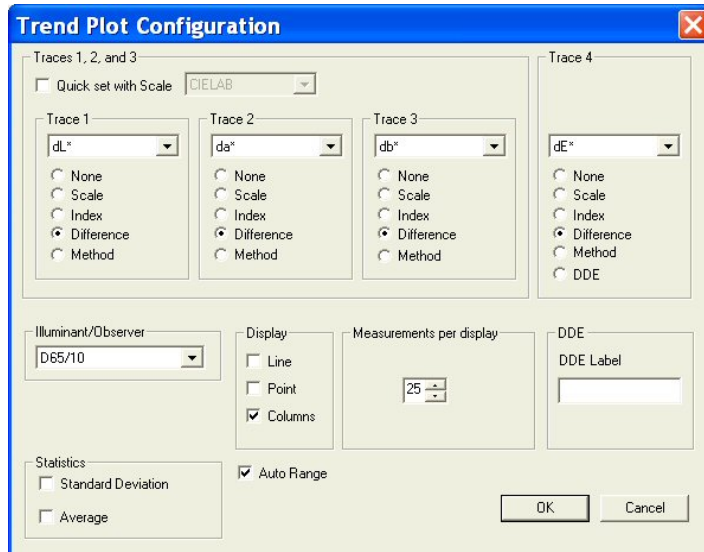 Trend Plot Configuration
Traces 1, 2, and 3
Quick set with Scale CIELAB
Trace 1
dL*
None
Scale
Index
Difference
Method
Trace 2
da*
None
Scale
Index
Difference
Method
Trace 3
db*
None
Scale
Index
Difference
Method
Trace 4
dE*
None
Scale
Index
Difference
Method
DDE
Illuminant/Observer
D65/10
Display
Line
Point
Columns
Measurements per display
25
DDE
DDE Label
Statistics
Standard Deviation
Average
Auto Range
OK
Cancel